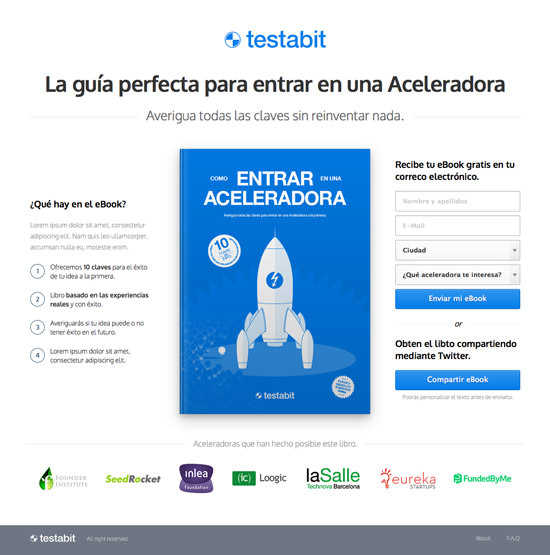 testabit
La guía perfecta para entrar en una Aceleradora
Averigua todas las claves sin reinventar nada.
¿Qué hay en el eBook?
Lorem ipsum dolor sit amet, consectetur
adipiscing elit. Nam quis leo ullamcorper,
accumsan nulla eu, molestie enim.
1 Ofrecemos 10 claves para el éxito
de tu idea a la primera.
2 Libro basado en las experiencias
reales y con éxito.
3 Averiguarás si tu idea puede o no
tener éxito en el futuro.
4 Lorem ipsum dolor sit amet,
consectetur adipiscing elit.
COMO ENTRAR EN UNA
ACELERADORA
Averigua todas las claves para entrar en una Aceleradora a la primera.
10
CLAVES
testabit
Recibe tu eBook gratis en tu
correco electrónico.
Nombre y apellidos
E-Mail
Ciudad
¿Qué aceleradora te interesa?
Enviar mi eBook
or
Obten el libto compartiendo
mediante Twitter.
Compartir eBook
Podrás personalizar el texto antes de enviarlo.
Aceleradoras que han hecho posible este libro.
FOUNDER
INSTITUTE
SeedRocket
inlea
foundation
(ic) Loogic
laSalle
Technova Barcelona
eureka
STARTUPS
FundedByMe
testabit All right reserved
About F.A.Q